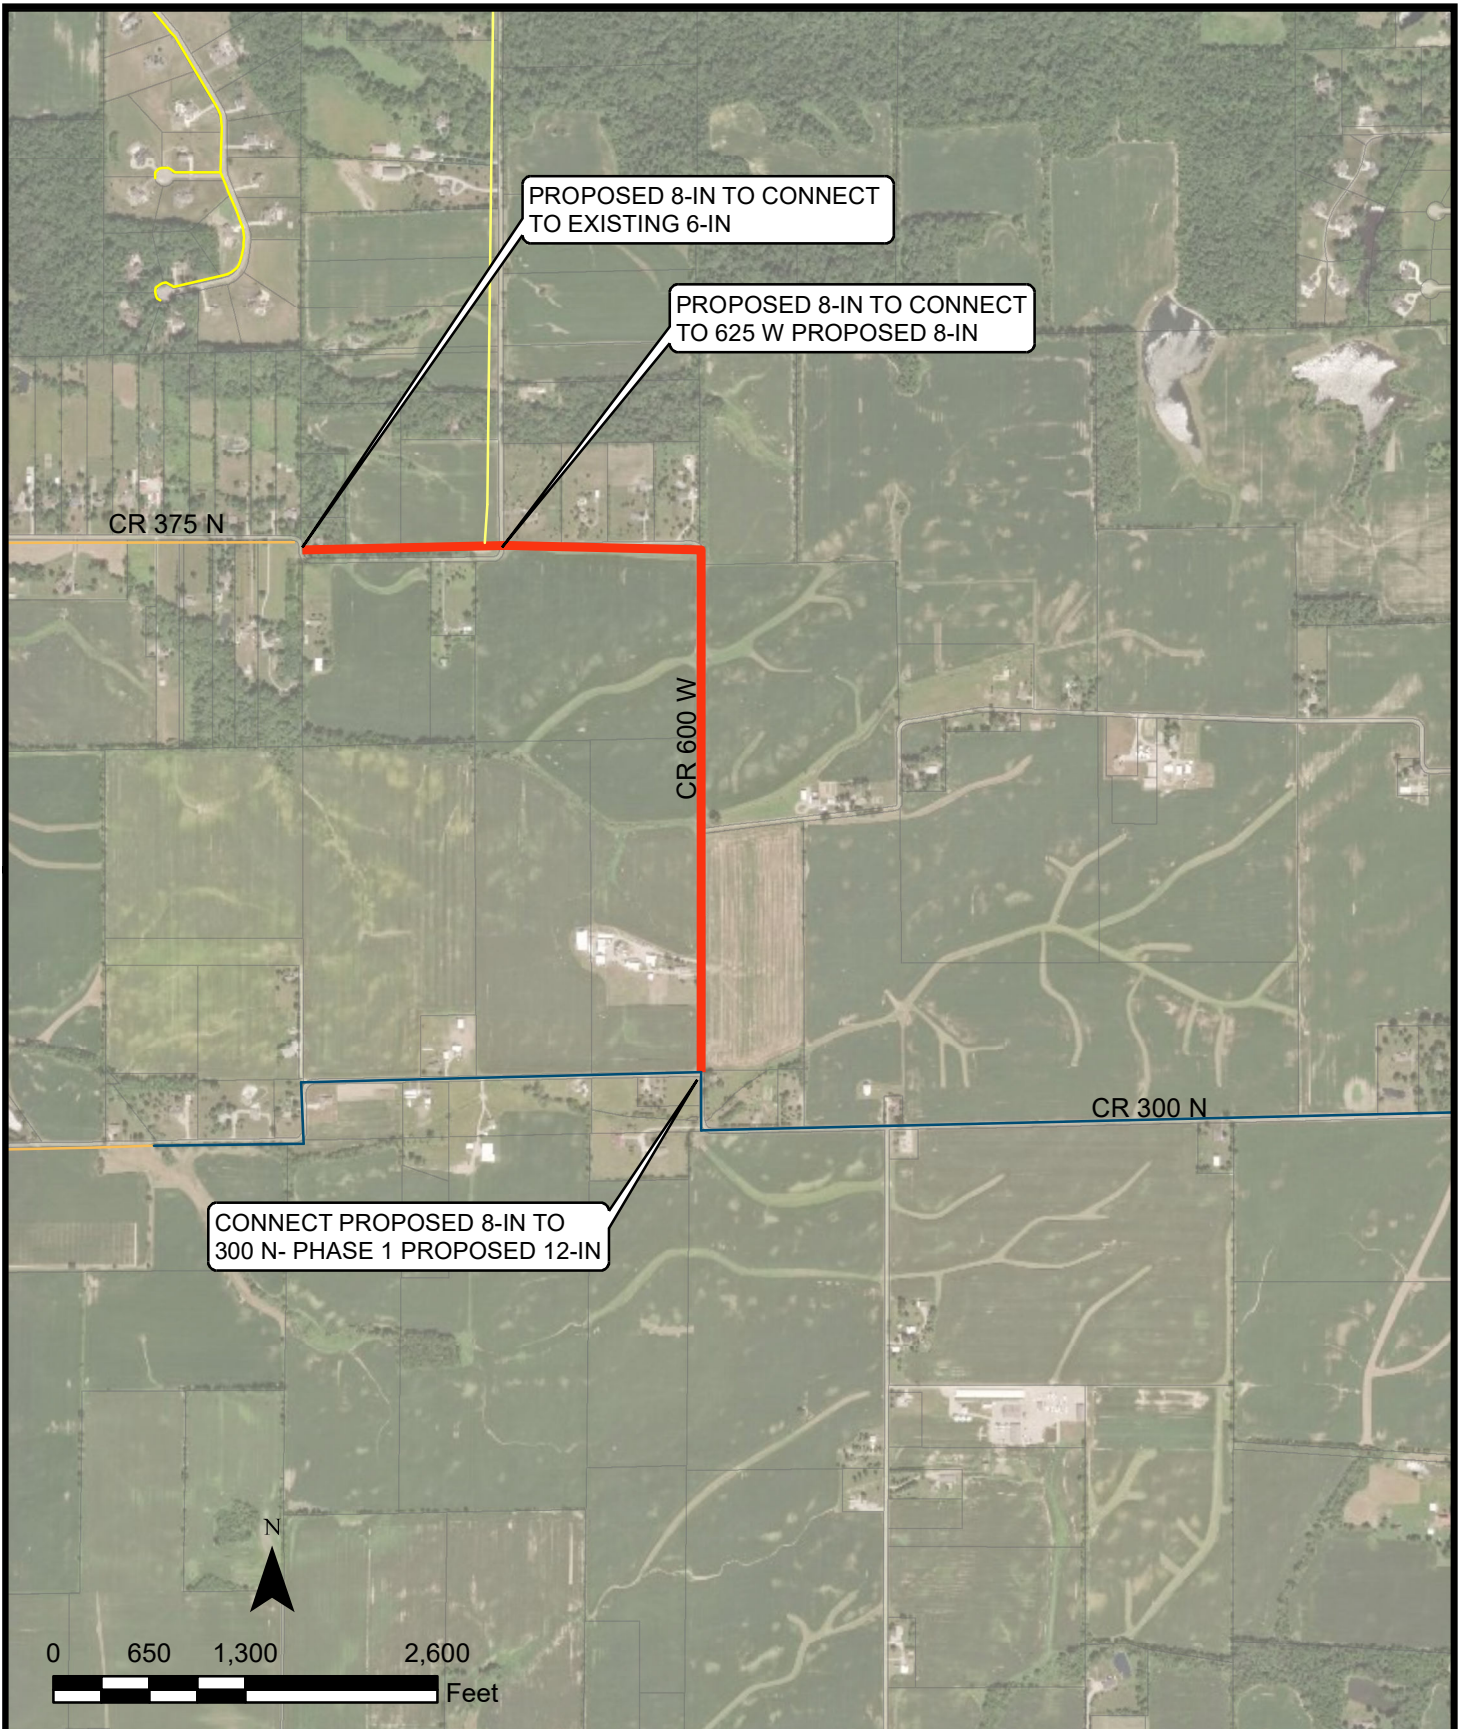 PROPOSED 8-IN TO CONNECT
TO EXISTING 6-IN
PROPOSED 8-IN TO CONNECT
TO 625 W PROPOSED 8-IN
CR 375 N
CR 600 W
CR 300 N
CONNECT PROPOSED 8-IN TO
300 N- PHASE 1 PROPOSED 12-IN
N
0 650 1,300 2,600
Feet